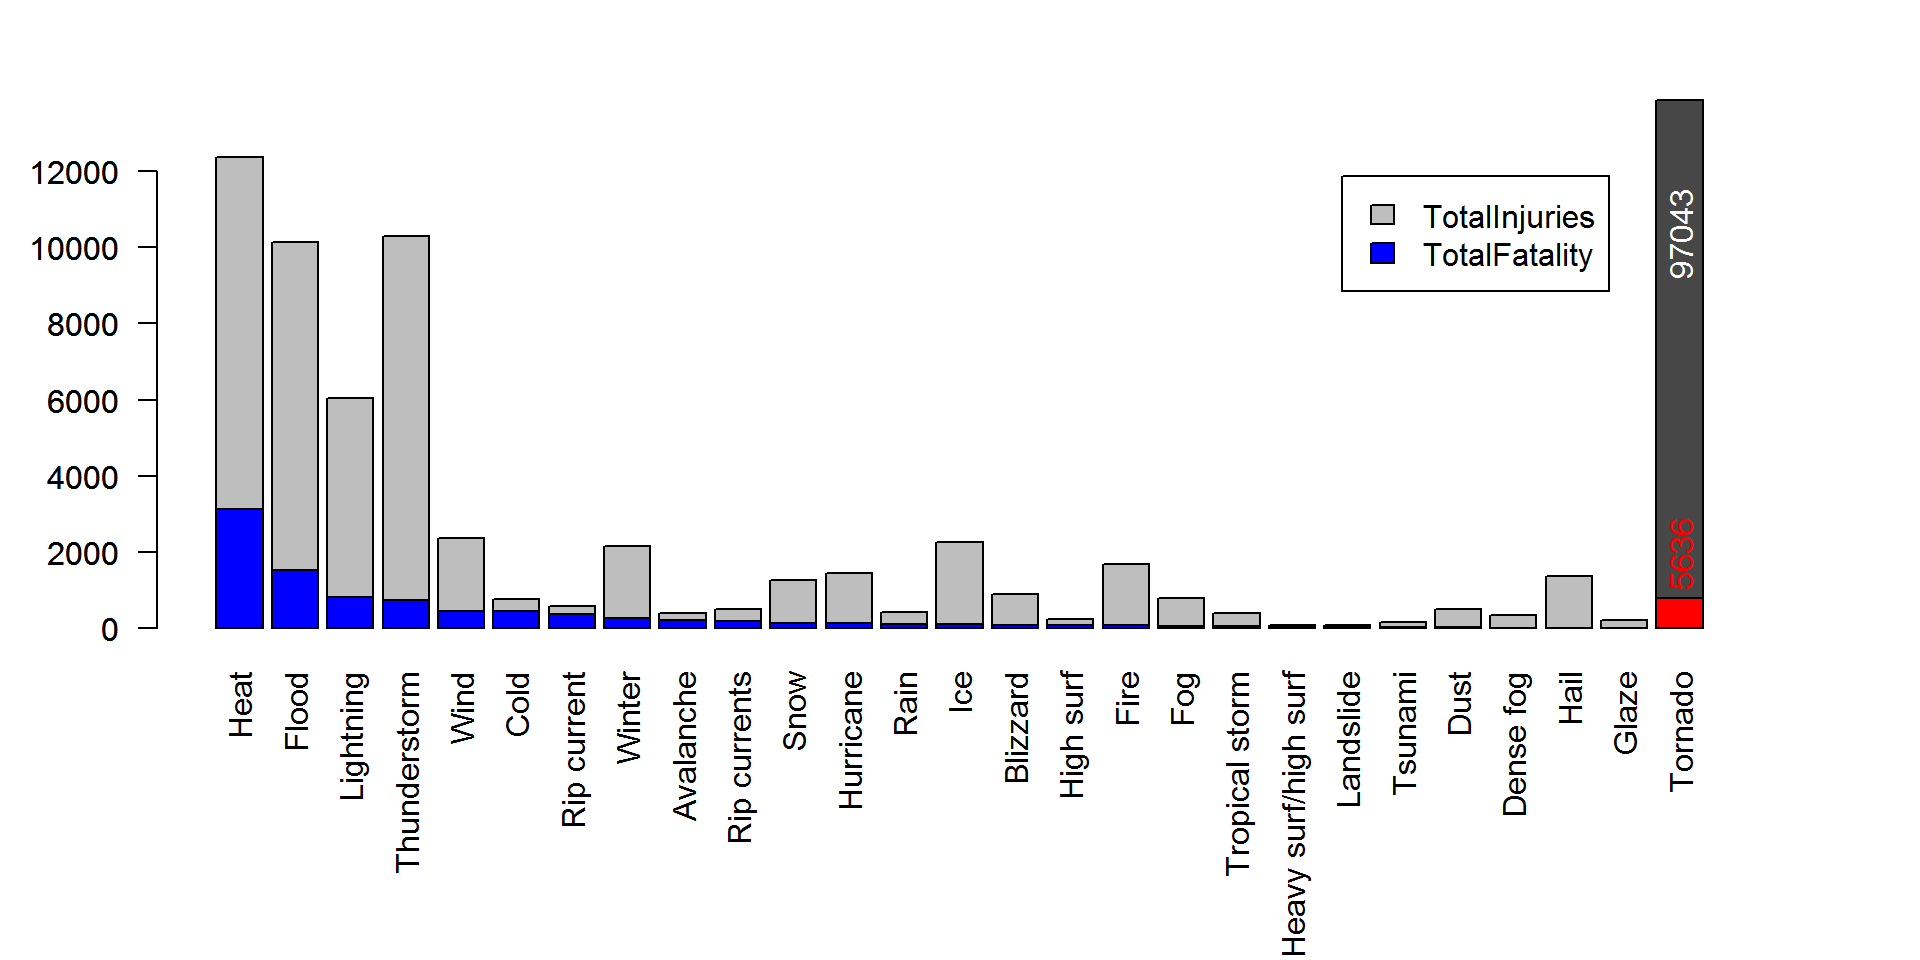 12000
10000
8000
6000
4000
2000
0
TotalInjuries
TotalFatality
97043
5636
Heat
Flood
Lightning
Thunderstorm
Wind
Cold
Rip current
Winter
Avalanche
Rip currents
Snow
Hurricane
Rain
Ice
Blizzard
High surf
Fire
Fog
Tropical storm
Heavy surf/high surf
Landslide
Tsunami
Dust
Dense fog
Hail
Glaze
Tornado